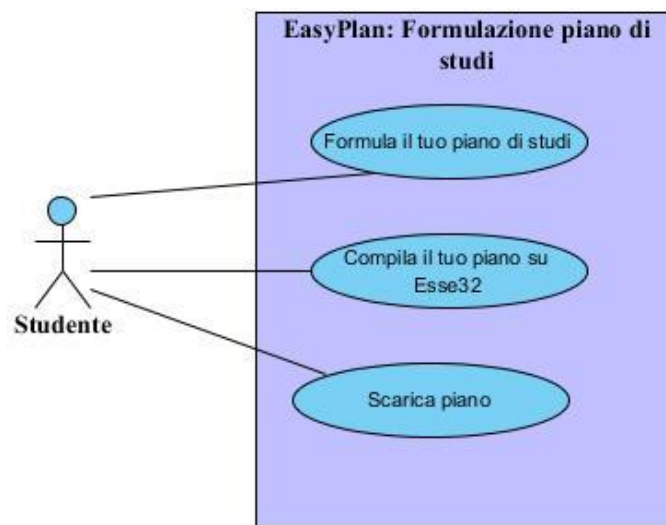 EasyPlan: Formulazione piano di
studi
Formula il tuo piano di studi
Compila il tuo piano su
Esse32
Studente
Scarica piano